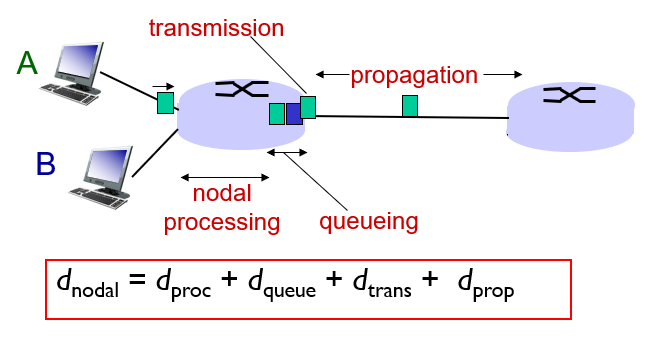 transmission
A
propagation
B
nodal
processing
queueing
dnodal = dproc + dqueue + dtrans + dprop